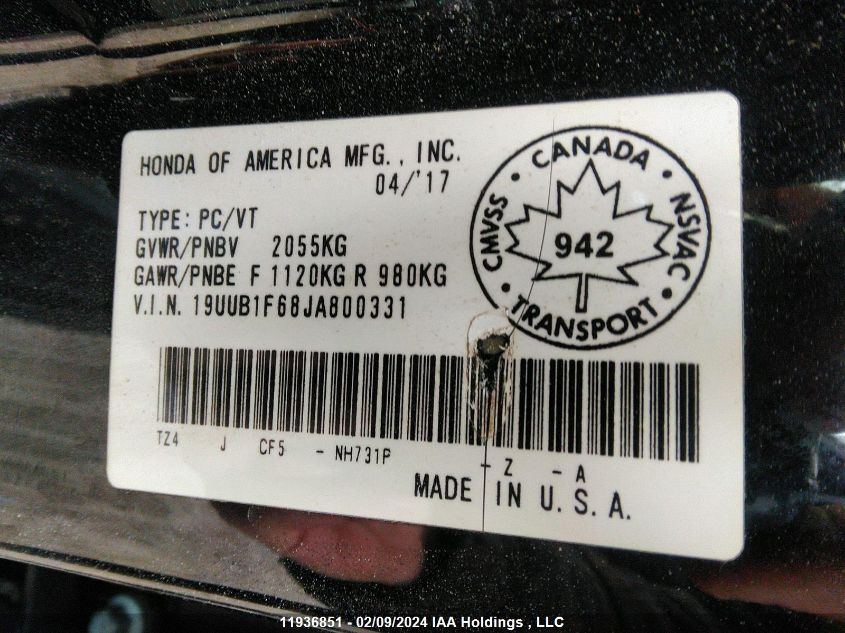 HONDA OF AMERICA MFG., INC.
04/'17
TYPE: PC/VT
GVWR/PNBV 2055KG
GAWR/PNBE F 1120KG R 980KG
V.I.N. 19UUB1F68JA800331
CANADA
CMVSS
NSVAC
942
TRANSPORT
TZ4 J CF5 - NH731P - Z - A
MADE IN U.S.A.
11936851 - 02/09/2024 IAA Holdings , LLC